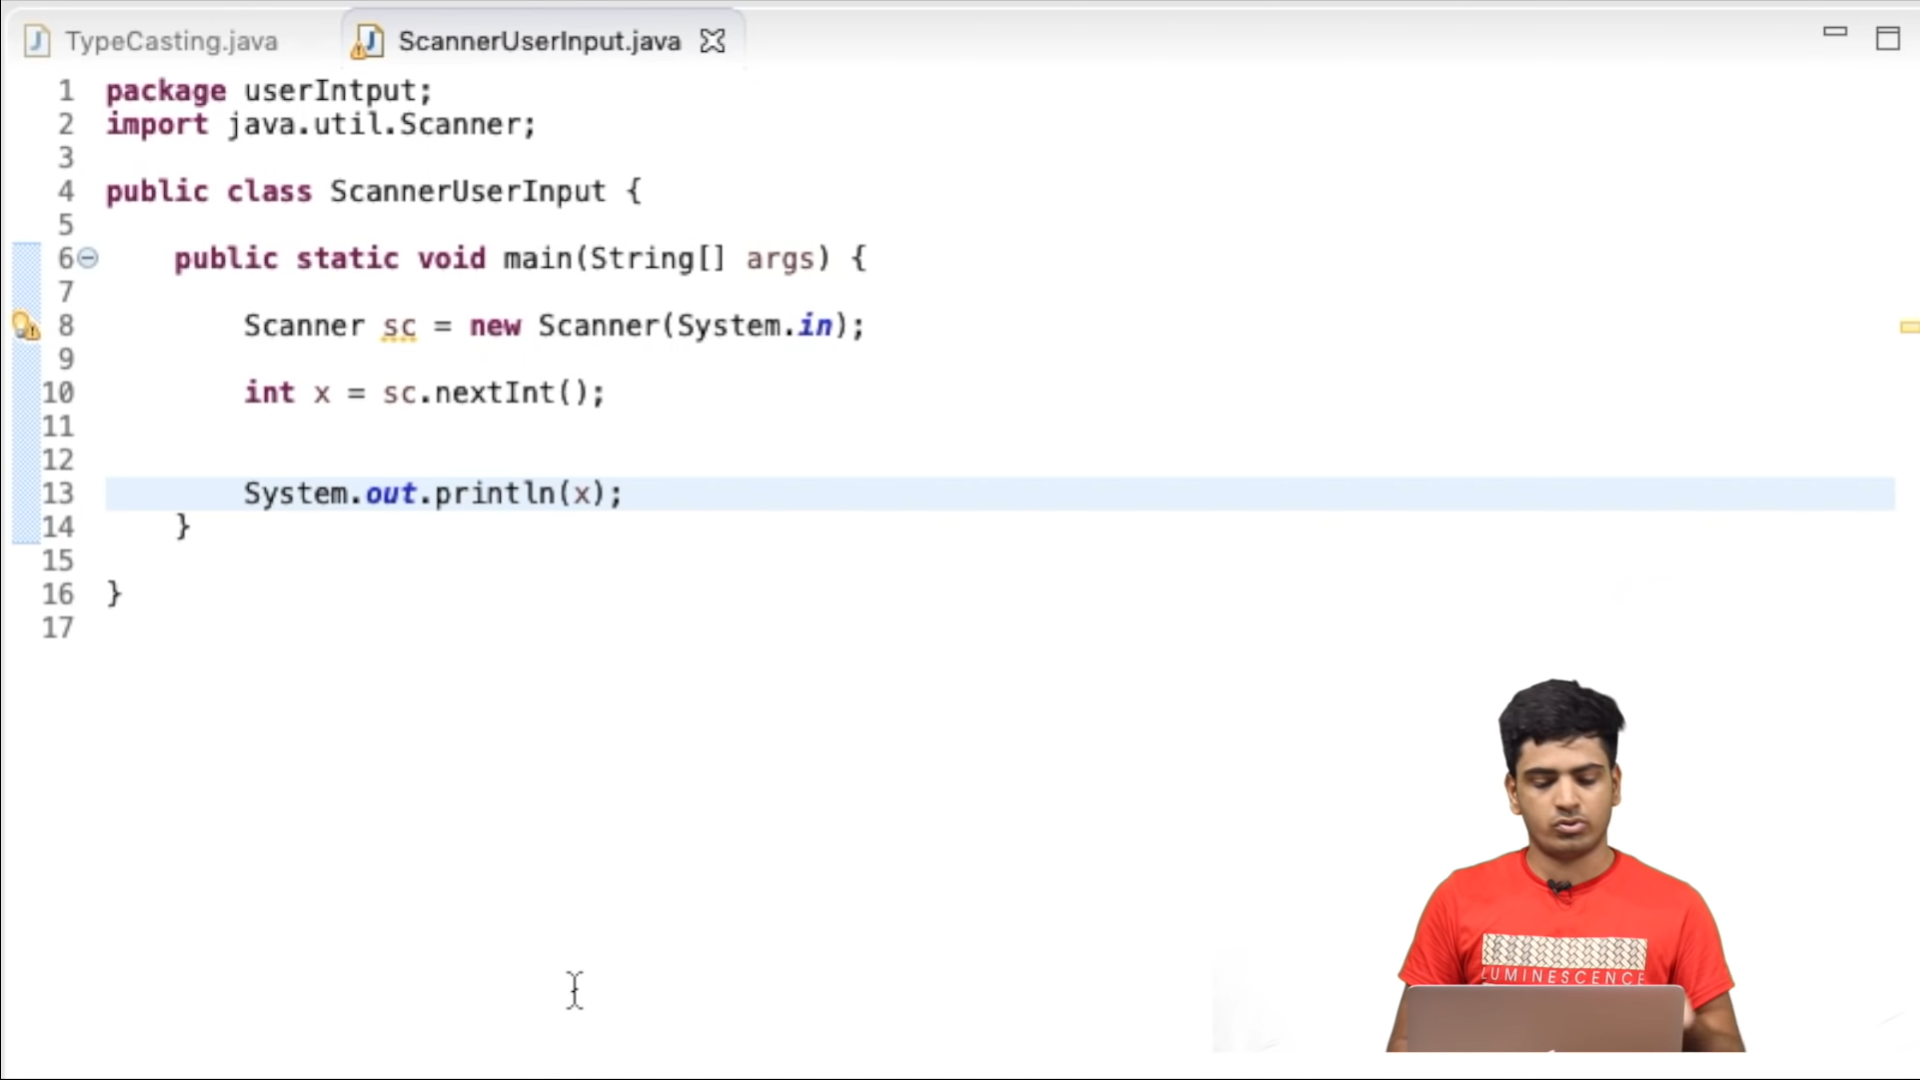 TypeCasting.java
ScannerUserInput.java
1 package userIntput;
2 import java.util.Scanner;
3
4 public class ScannerUserInput {
5
6 public static void main(String[] args) {
7
8 Scanner sc = new Scanner(System.in);
9
10 int x = sc.nextInt();
11
12
13 System.out.println(x);
14 }
15
16 }
17
LUMINESCENCE